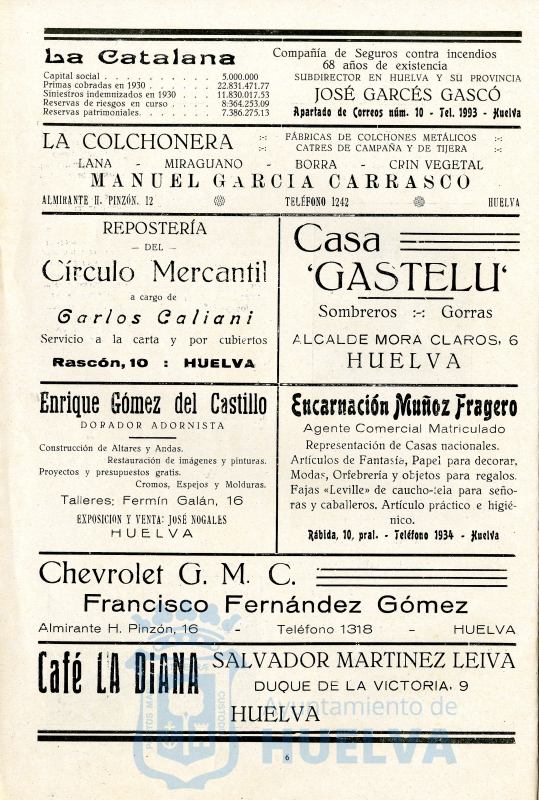 La Catalana
Compañía de Seguros contra incendios
68 años de existencia
Capital social . . . . . . . . . 5.000.000
Primas cobradas en 1930 . . . . . 22.831.471.77
Siniestros indemnizados en 1930 . . 11.830.017.53
Reservas de riesgos en curso . . . . 8.364.253.09
Reservas patrimoniales. . . . . . . 7.386.275.13
SUBDIRECTOR EN HUELVA Y SU PROVINCIA
JOSÉ GARCÉS GASCÓ
Apartado de Correos núm. 10 - Tel. 1993 - Huelva
LA COLCHONERA
FÁBRICAS DE COLCHONES METÁLICOS
CATRES DE CAMPAÑA Y DE TIJERA
LANA - MIRAGUANO - BORRA - CRIN VEGETAL
MANUEL GARCIA CARRASCO
ALMIRANTE H. PINZÓN, 12 TELÉFONO 1242 HUELVA
REPOSTERÍA
— DEL —
Círculo Mercantil
a cargo de
Carlos Caliani
Servicio a la carta y por cubiertos
Rascón, 10 : HUELVA
Casa
'GASTELU'
Sombreros :-: Gorras
ALCALDE MORA CLAROS, 6
HUELVA
Enrique Gómez del Castillo
DORADOR ADORNISTA
Construcción de Altares y Andas.
Restauración de imágenes y pinturas.
Proyectos y presupuestos gratis.
Cromos, Espejos y Molduras.
Talleres: Fermín Galán, 16
EXPOSICION Y VENTA: JOSÉ NOGALES
HUELVA
Encarnación Muñoz Fragero
Agente Comercial Matriculado
Representación de Casas nacionales.
Artículos de Fantasía, Papel para decorar,
Modas, Orfebrería y objetos para regalos.
Fajas «Leville» de caucho-tela para seño-
ras y caballeros. Artículo práctico e higié-
nico.
Rábida, 10, pral. - Teléfono 1934 - Huelva
Chevrolet G. M. C.
Francisco Fernández Gómez
Almirante H. Pinzón, 16 - Teléfono 1318 - HUELVA
Café LA DIANA
SALVADOR MARTINEZ LEIVA
DUQUE DE LA VICTORIA, 9
HUELVA
Ayuntamiento de
HUELVA
6